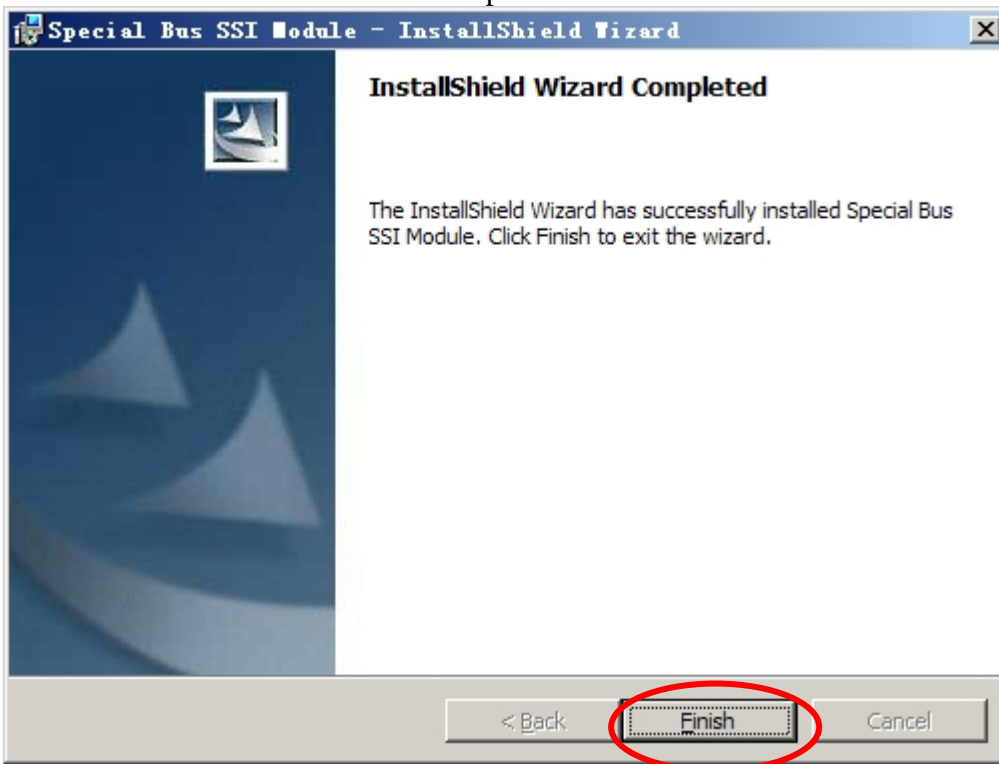 Special Bus SSI Module - InstallShield Wizard
InstallShield Wizard Completed
The InstallShield Wizard has successfully installed Special Bus
SSI Module. Click Finish to exit the wizard.
< Back
Finish
Cancel